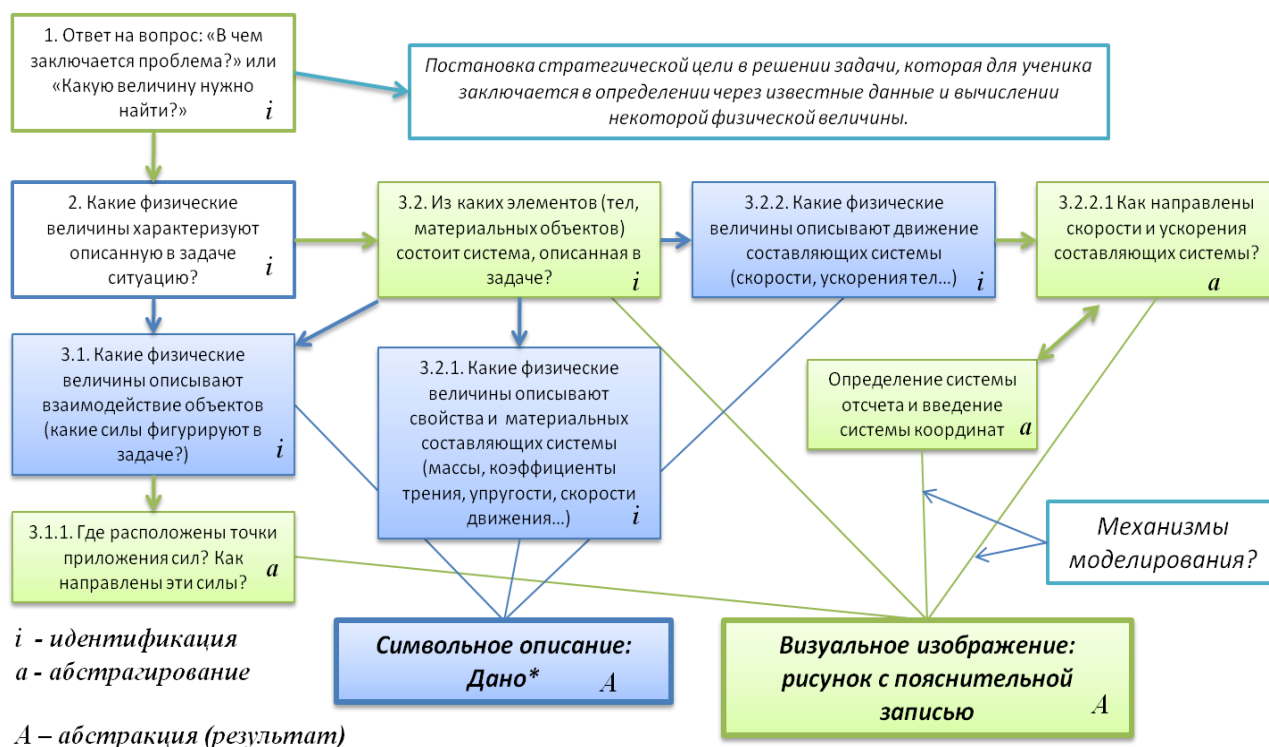 1. Ответ на вопрос: «В чем
заключается проблема?» или
«Какую величину нужно
найти?»
i
Постановка стратегической цели в решении задачи, которая для ученика
заключается в определении через известные данные и вычислении
некоторой физической величины.
2. Какие физические
величины характеризуют
описанную в задаче
ситуацию?
i
3.2. Из каких элементов (тел,
материальных объектов)
состоит система, описанная в
задаче?
i
3.2.2. Какие физические
величины описывают движение
составляющих системы
(скорости, ускорения тел…)
i
3.2.2.1 Как направлены
скорости и ускорения
составляющих системы?
a
3.1. Какие физические
величины описывают
взаимодействие объектов
(какие силы фигурируют в
задаче?)
i
3.2.1. Какие физические
величины описывают
свойства и материальных
составляющих системы
(массы, коэффициенты
трения, упругости, скорости
движения…)
i
Определение системы
отсчета и введение
системы координат
a
3.1.1. Где расположены точки
приложения сил? Как
направлены эти силы?
a
Механизмы
моделирования?
Символьное описание:
Дано*
A
Визуальное изображение:
рисунок с пояснительной
записью
A
i - идентификация
a - абстрагирование
A – абстракция (результат)